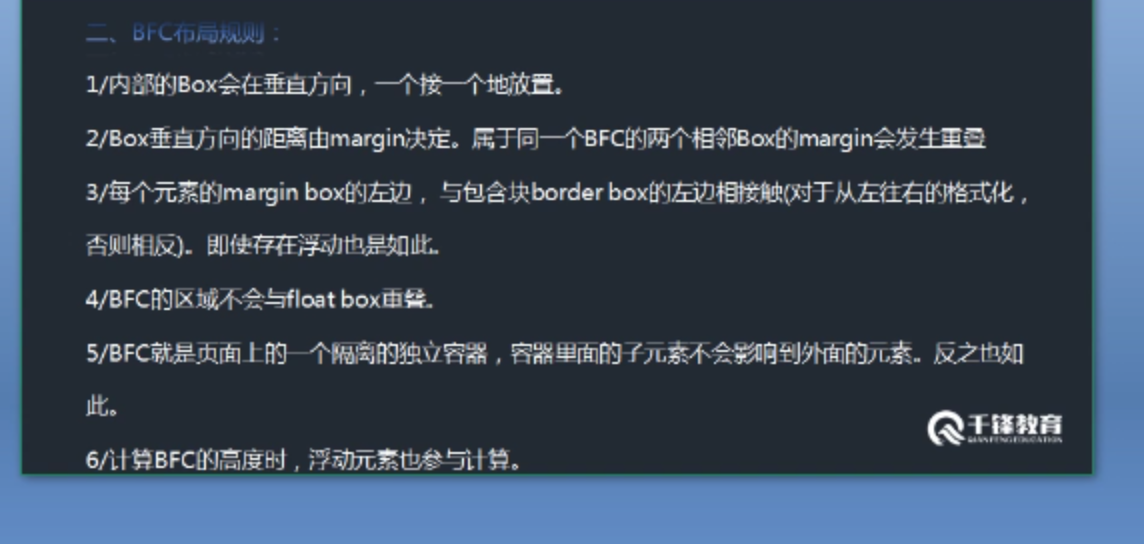 二、BFC布局规则：
1/内部的Box会在垂直方向，一个接一个地放置。
2/Box垂直方向的距离由margin决定。属于同一个BFC的两个相邻Box的margin会发生重叠
3/每个元素的margin box的左边， 与包含块border box的左边相接触(对于从左往右的格式化，
否则相反)。即使存在浮动也是如此。
4/BFC的区域不会与float box重叠。
5/BFC就是页面上的一个隔离的独立容器，容器里面的子元素不会影响到外面的元素。反之也如
此。
千锋教育
QIANFENG EDUCATION
6/计算BFC的高度时，浮动元素也参与计算。